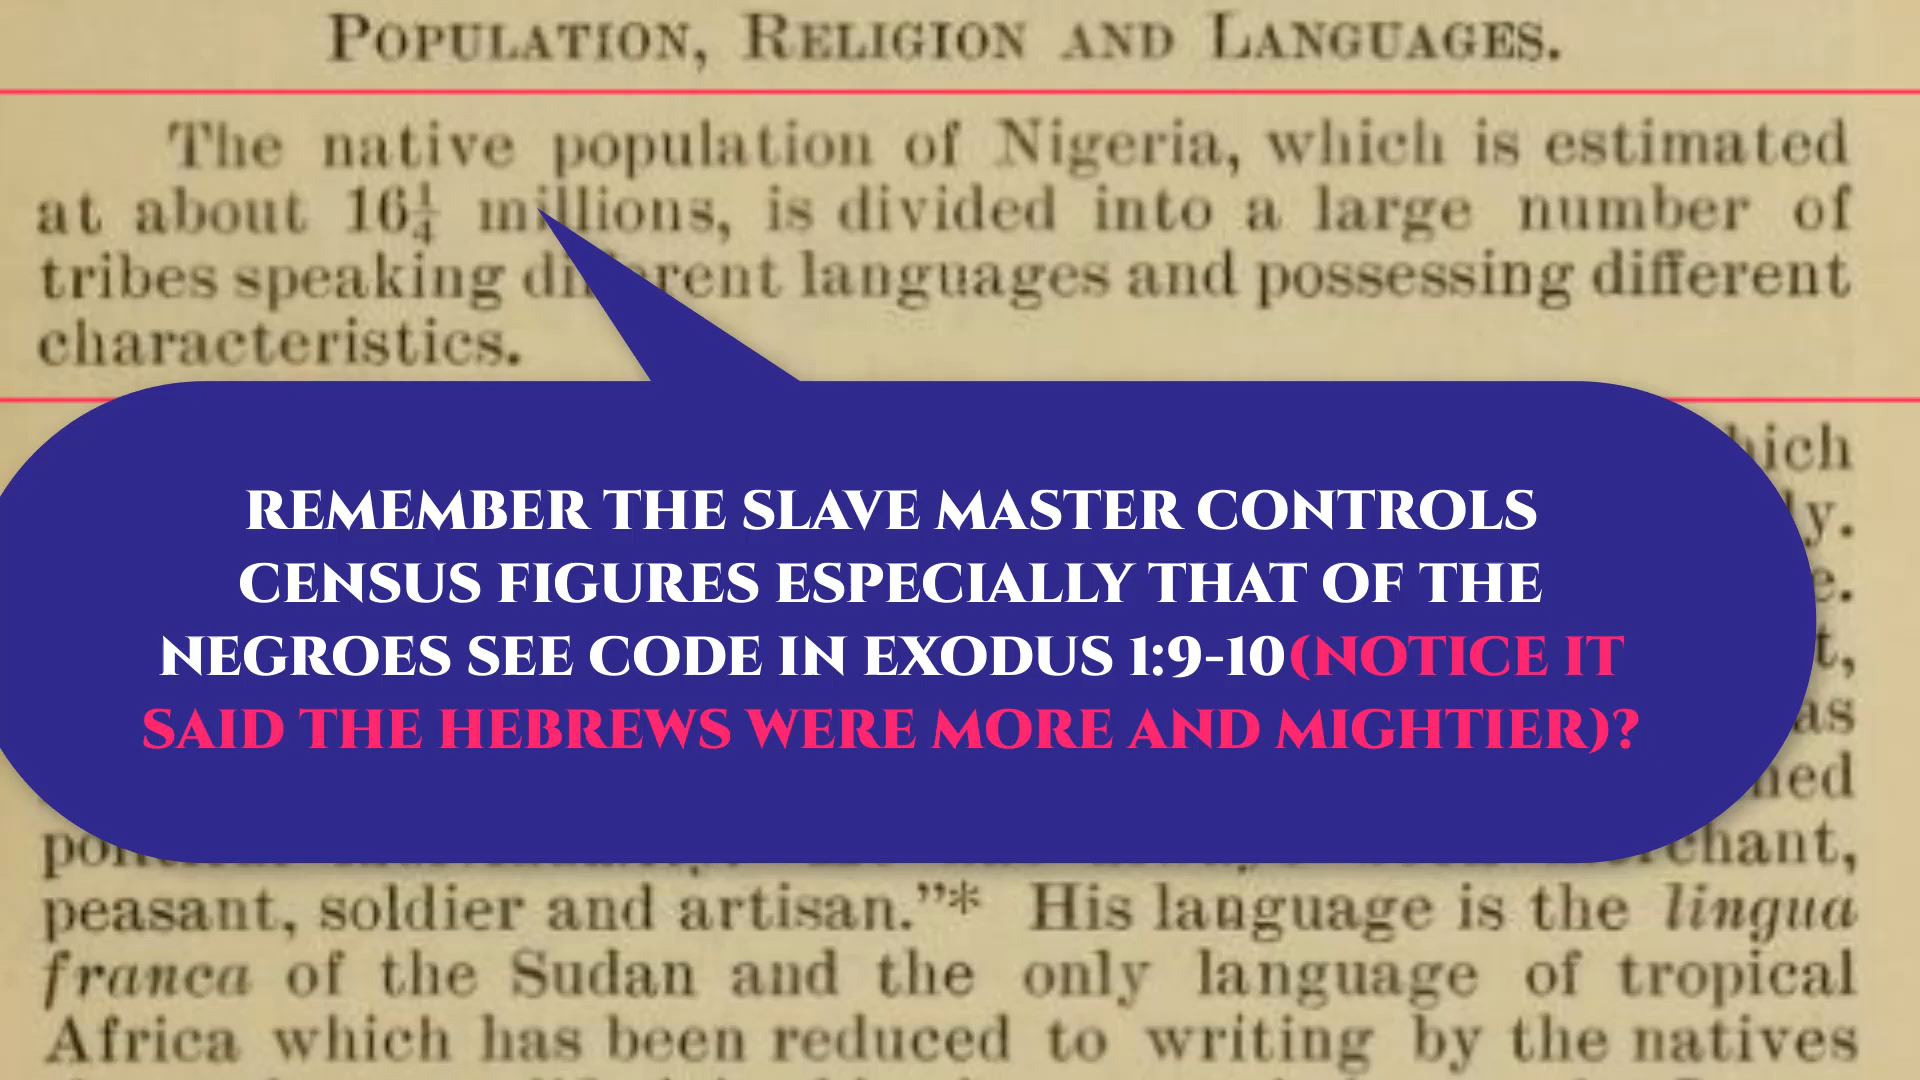 POPULATION, RELIGION AND LANGUAGES.
The native population of Nigeria, which is estimated
at about 16¼ millions, is divided into a large number of
tribes speaking different languages and possessing different
characteristics.
REMEMBER THE SLAVE MASTER CONTROLS
CENSUS FIGURES ESPECIALLY THAT OF THE
NEGROES SEE CODE IN EXODUS 1:9-10(NOTICE IT
SAID THE HEBREWS WERE MORE AND MIGHTIER)?
peasant, soldier and artisan."* His language is the lingua
franca of the Sudan and the only language of tropical
Africa which has been reduced to writing by the natives